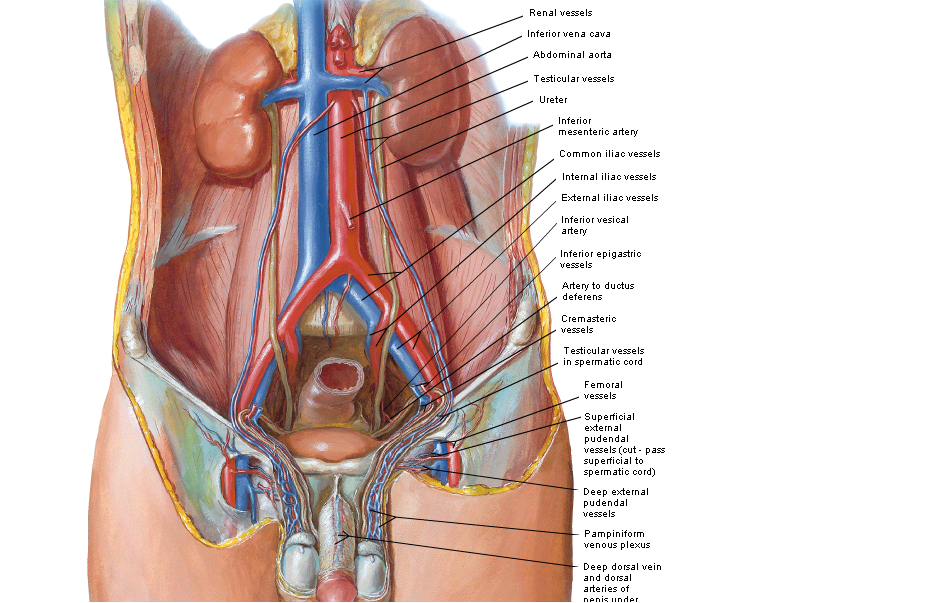 Renal vessels
Inferior vena cava
Abdominal aorta
Testicular vessels
Ureter
Inferior
mesenteric artery
Common iliac vessels
Internal iliac vessels
External iliac vessels
Inferior vesical
artery
Inferior epigastric
vessels
Artery to ductus
deferens
Cremasteric
vessels
Testicular vessels
in spermatic cord
Femoral
vessels
Superficial
external
pudendal
vessels (cut - pass
superficial to
spermatic cord)
Deep external
pudendal
vessels
Pampiniform
venous plexus
Deep dorsal vein
and dorsal
arteries of
penis under